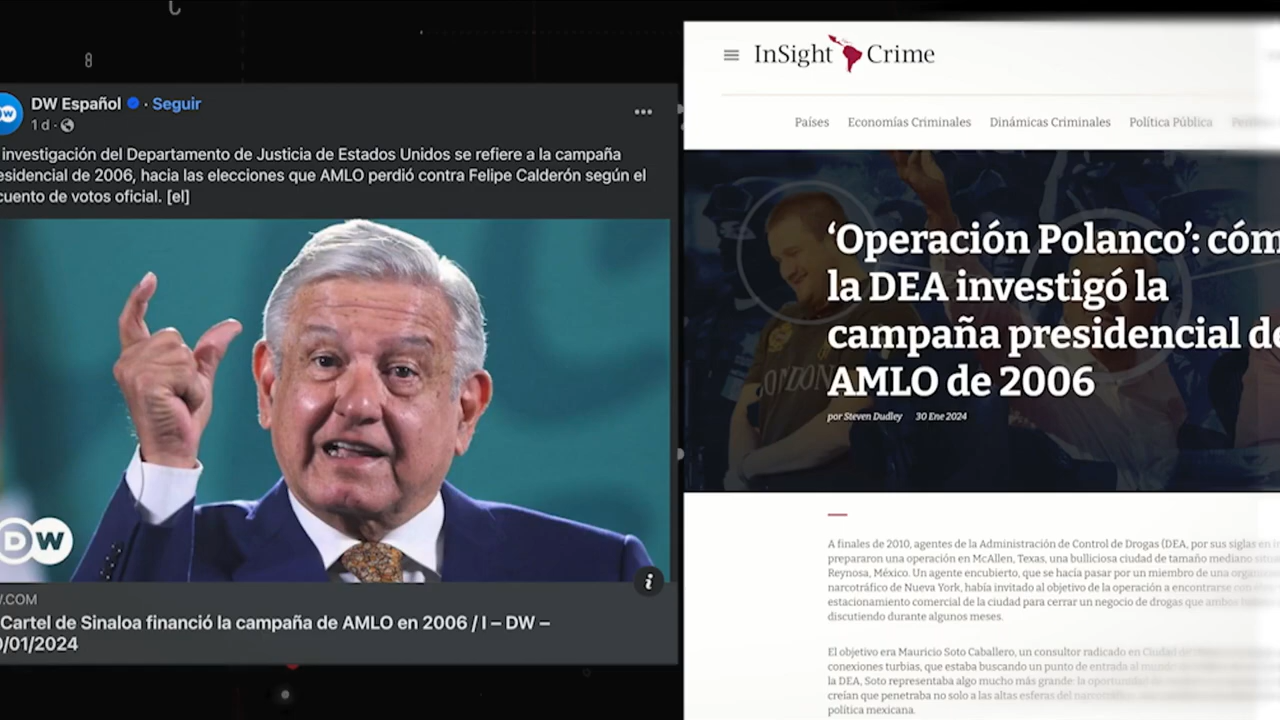 DW Español · Seguir
1 d ·
investigación del Departamento de Justicia de Estados Unidos se refiere a la campaña
esidencial de 2006, hacia las elecciones que AMLO perdió contra Felipe Calderón según el
cuento de votos oficial. [el]
DW
.COM
Cartel de Sinaloa financió la campaña de AMLO en 2006 / I – DW –
/01/2024
InSight Crime
Países Economías Criminales Dinámicas Criminales Política Pública
‘Operación Polanco’: cóm
la DEA investigó la
campaña presidencial de
AMLO de 2006
por Steven Dudley 30 Ene 2024
A finales de 2010, agentes de la Administración de Control de Drogas (DEA, por sus siglas en
prepararon una operación en McAllen, Texas, una bulliciosa ciudad de tamaño mediano
Reynosa, México. Un agente encubierto, que se hacía pasar por un miembro de una
narcotráfico de Nueva York, había invitado al objetivo de la operación a encontrarse
estacionamiento comercial de la ciudad para cerrar un negocio de drogas que ambos
discutiendo durante algunos meses.
El objetivo era Mauricio Soto Caballero, un consultor radicado en Ciudad
conexiones turbias, que estaba buscando un punto de entrada al
la DEA, Soto representaba algo mucho más grande: la
creían que penetraba no solo a las altas esferas del
política mexicana.